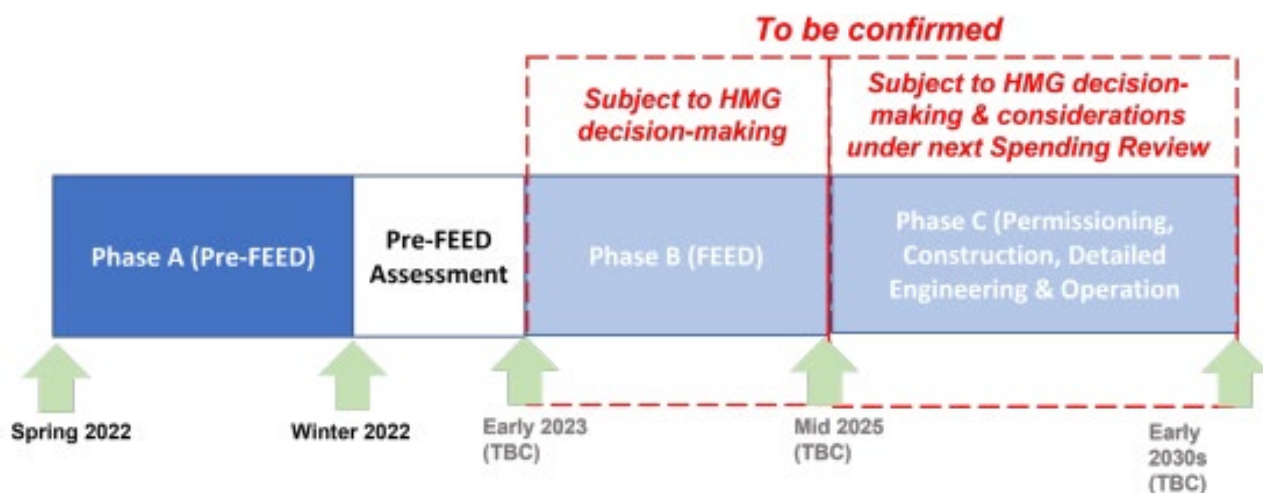 To be confirmed
Subject to HMG
decision-making
Subject to HMG decision-
making & considerations
under next Spending Review
Phase A (Pre-FEED)
Pre-FEED
Assessment
Phase B (FEED)
Phase C (Permissioning,
Construction, Detailed
Engineering & Operation
Spring 2022
Winter 2022
Early 2023
(TBC)
Mid 2025
(TBC)
Early
2030s
(TBC)